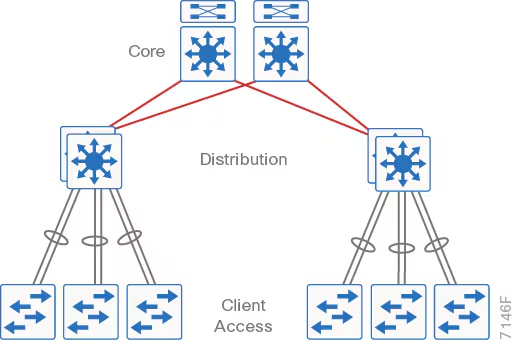 Core
Distribution
Client
Access
7146F